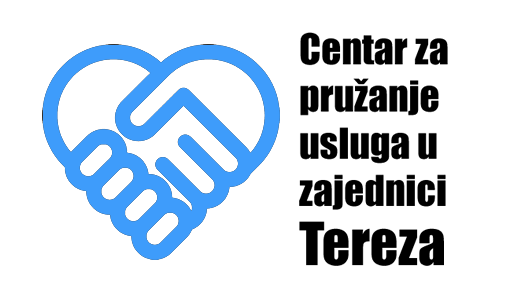 Centar za
pružanje
usluga u
zajednici
Tereza